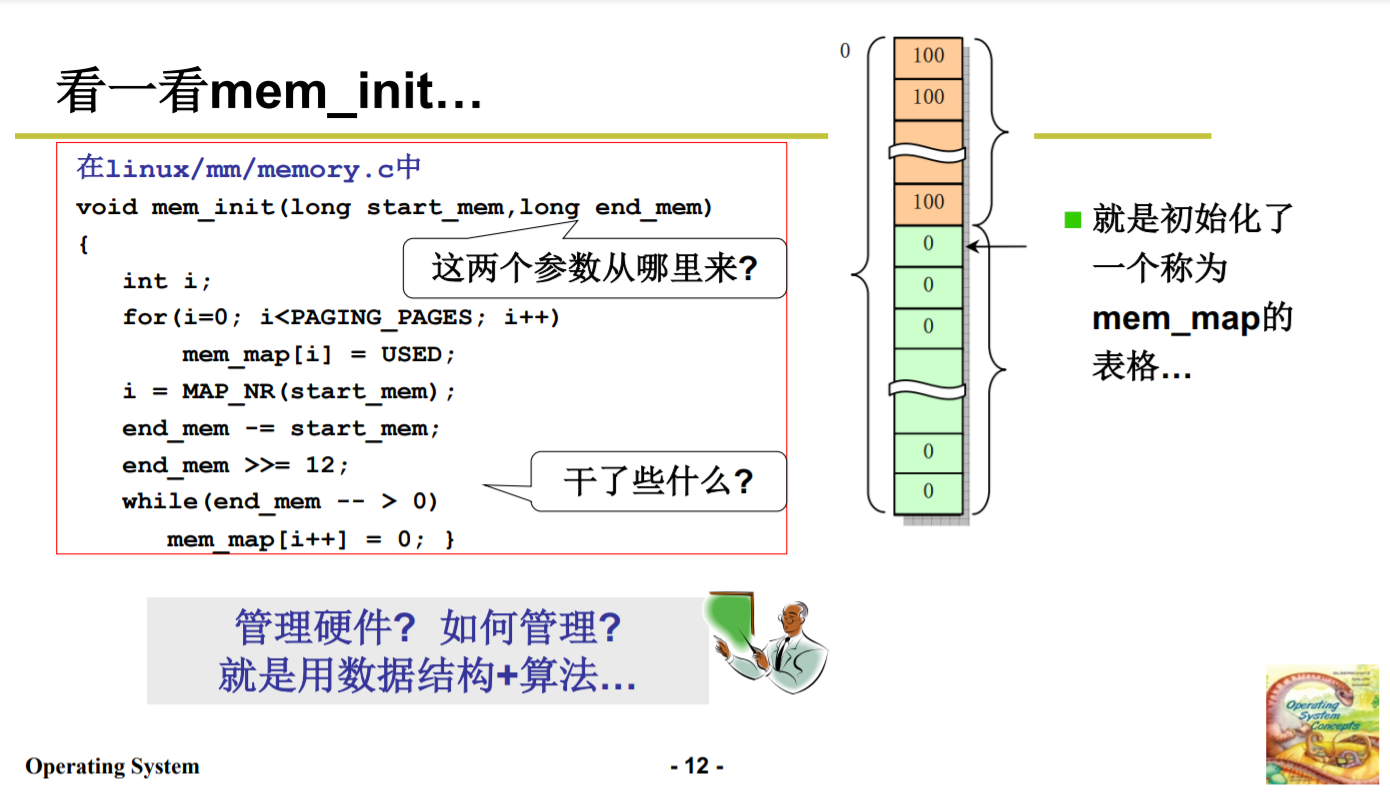 看一看mem_init…
在linux/mm/memory.c中
void mem_init(long start_mem,long end_mem)
{
这两个参数从哪里来?
int i;
for(i=0; i<PAGING_PAGES; i++)
mem_map[i] = USED;
i = MAP_NR(start_mem);
end_mem -= start_mem;
end_mem >>= 12;
干了些什么?
while(end_mem -- > 0)
mem_map[i++] = 0; }
0
100
100
100
0
0
0
0
0
就是初始化了
一个称为
mem_map的
表格…
管理硬件? 如何管理?
就是用数据结构+算法…
Operating
System
Concepts
Operating System
- 12 -